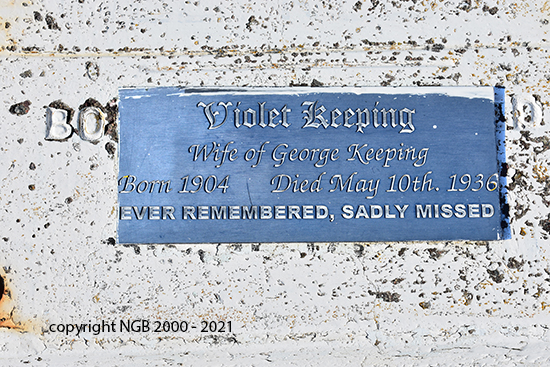 Violet Keeping
Wife of George Keeping
BO
Born 1904 Died May 10th. 1936
EVER REMEMBERED, SADLY MISSED
copyright NGB 2000 - 2021